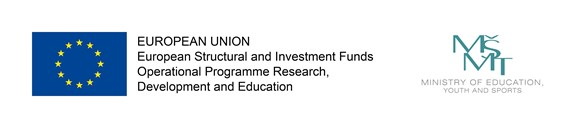 EUROPEAN UNION
European Structural and Investment Funds
Operational Programme Research,
Development and Education
MŠMT
MINISTRY OF EDUCATION,
YOUTH AND SPORTS